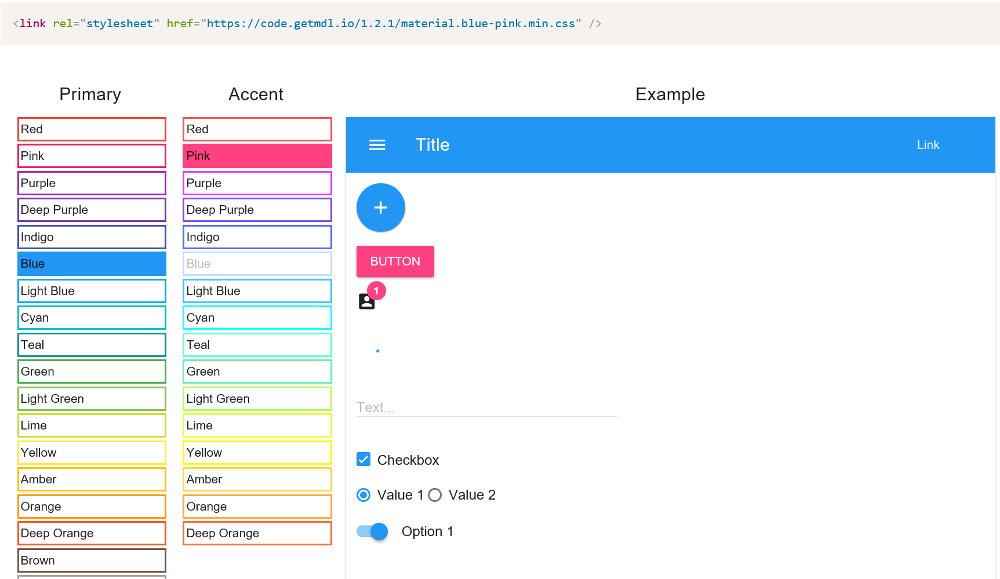 <link rel="stylesheet" href="https://code.getmdl.io/1.2.1/material.blue-pink.min.css" />
Primary
Red
Pink
Purple
Deep Purple
Indigo
Blue
Light Blue
Cyan
Teal
Green
Light Green
Lime
Yellow
Amber
Orange
Deep Orange
Brown
Accent
Red
Pink
Purple
Deep Purple
Indigo
Blue
Light Blue
Cyan
Teal
Green
Light Green
Lime
Yellow
Amber
Orange
Deep Orange
Example
Title Link
+
BUTTON
1
Text...
Checkbox
Value 1 Value 2
Option 1